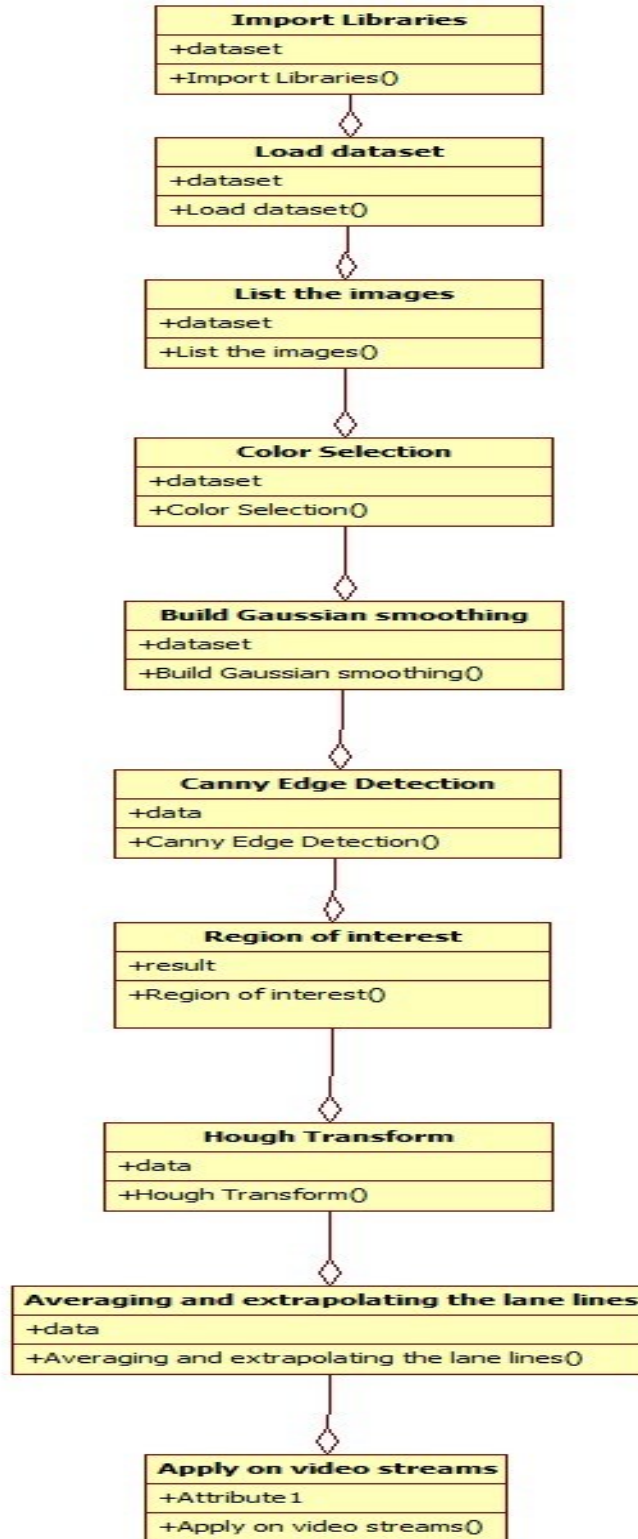 Import Libraries
+dataset
+Import Libraries()
Load dataset
+dataset
+Load dataset()
List the images
+dataset
+List the images()
Color Selection
+dataset
+Color Selection()
Build Gaussian smoothing
+dataset
+Build Gaussian smoothing()
Canny Edge Detection
+data
+Canny Edge Detection()
Region of interest
+result
+Region of interest()
Hough Transform
+data
+Hough Transform()
Averaging and extrapolating the lane lines
+data
+Averaging and extrapolating the lane lines()
Apply on video streams
+Attribute1
+Apply on video streams()